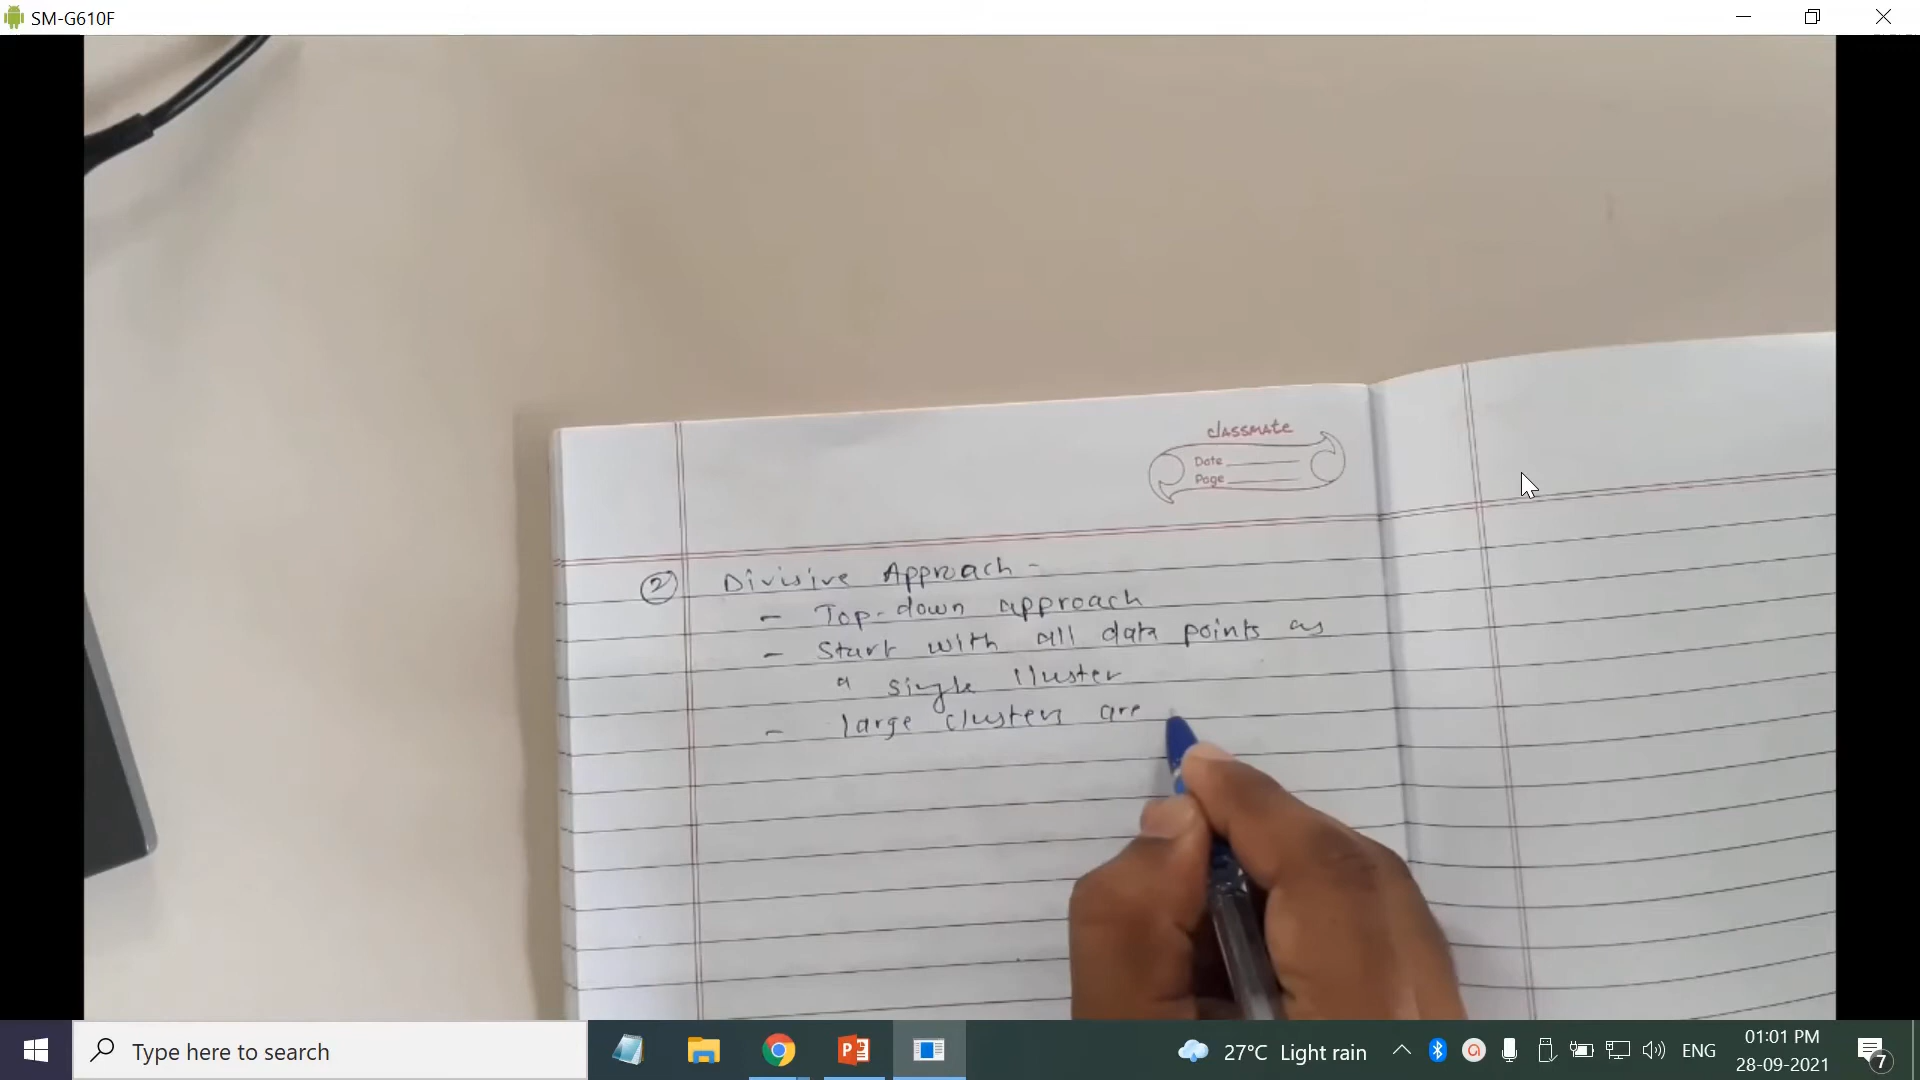 SM-G610F
classmate
Date
Page
2 Divisive Approach -
- Top-down approach
- Start with all data points as
a single cluster
- large clusters are
Type here to search
27°C Light rain
ENG
01:01 PM
28-09-2021
7